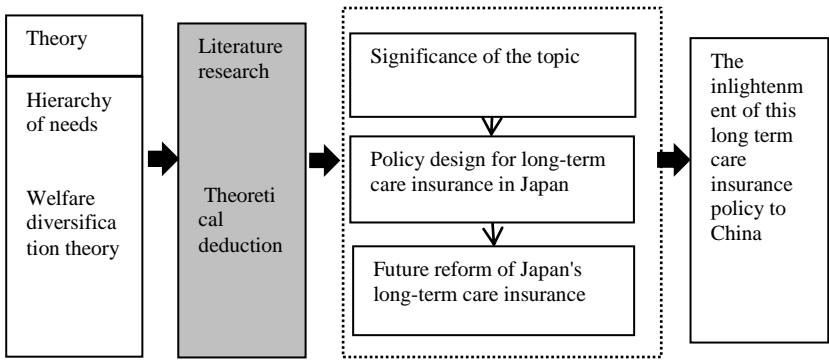 Theory
Hierarchy
of needs
Welfare
diversifica
tion theory
Literature
research
Theoreti
cal
deduction
Significance of the topic
Policy design for long-term
care insurance in Japan
Future reform of Japan's
long-term care insurance
The
inlightenm
ent of this
long term
care
insurance
policy to
China